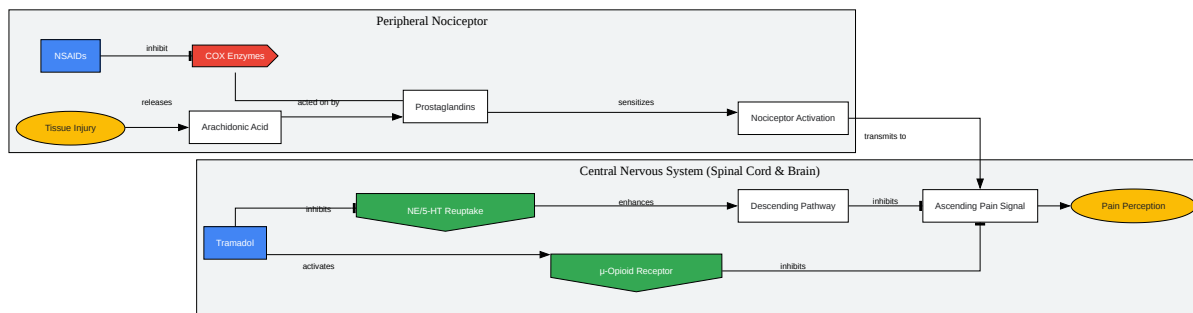 Peripheral Nociceptor
NSAIDs
inhibit
COX Enzymes
releases
acted on by
Prostaglandins
sensitizes
Tissue Injury
Arachidonic Acid
Nociceptor Activation
transmits to
Central Nervous System (Spinal Cord & Brain)
inhibits
NE/5-HT Reuptake
enhances
Descending Pathway
inhibits
Ascending Pain Signal
Pain Perception
Tramadol
activates
μ-Opioid Receptor
inhibits